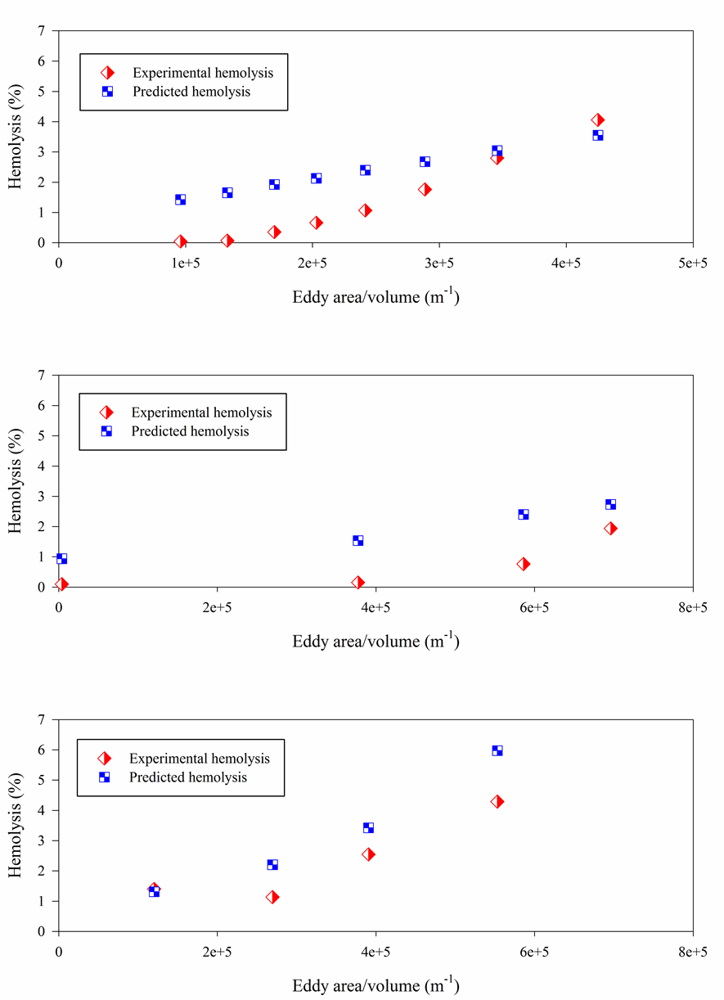 7
6
5
4
3
2
1
0
Hemolysis (%)
Experimental hemolysis
Predicted hemolysis
0 1e+5 2e+5 3e+5 4e+5 5e+5
Eddy area/volume (m⁻¹)
7
6
5
4
3
2
1
0
Hemolysis (%)
Experimental hemolysis
Predicted hemolysis
0 2e+5 4e+5 6e+5 8e+5
Eddy area/volume (m⁻¹)
7
6
5
4
3
2
1
0
Hemolysis (%)
Experimental hemolysis
Predicted hemolysis
0 2e+5 4e+5 6e+5 8e+5
Eddy area/volume (m⁻¹)